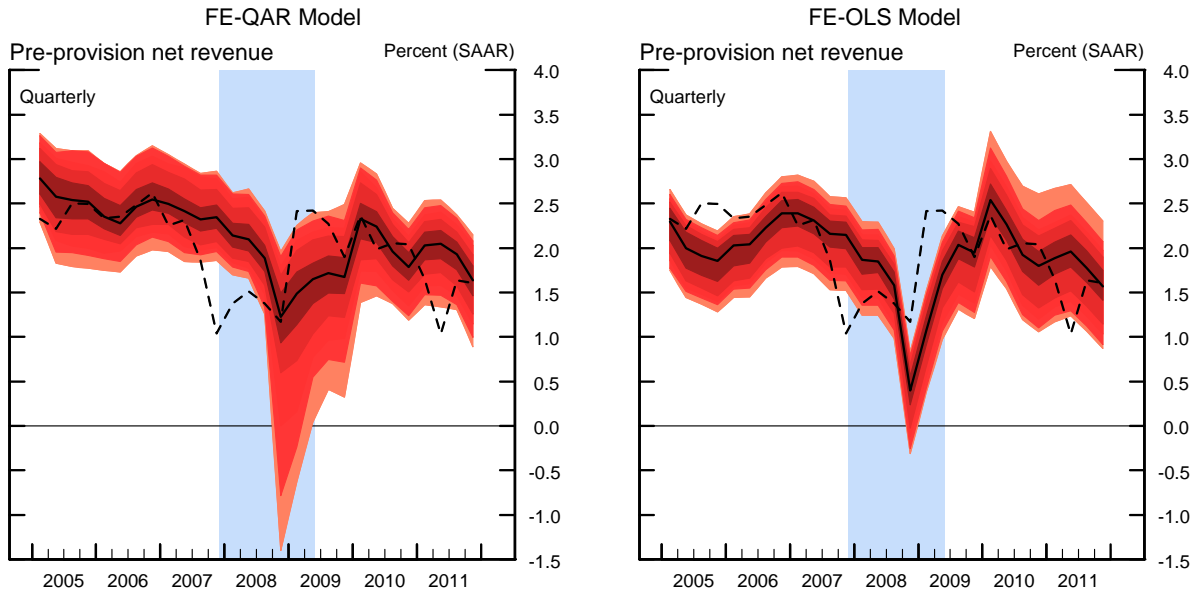 FE-QAR Model
Pre-provision net revenue
Percent (SAAR)
Quarterly
4.0
3.5
3.0
2.5
2.0
1.5
1.0
0.5
0.0
-0.5
-1.0
-1.5
2005 2006 2007 2008 2009 2010 2011
FE-OLS Model
Pre-provision net revenue
Percent (SAAR)
Quarterly
4.0
3.5
3.0
2.5
2.0
1.5
1.0
0.5
0.0
-0.5
-1.0
-1.5
2005 2006 2007 2008 2009 2010 2011